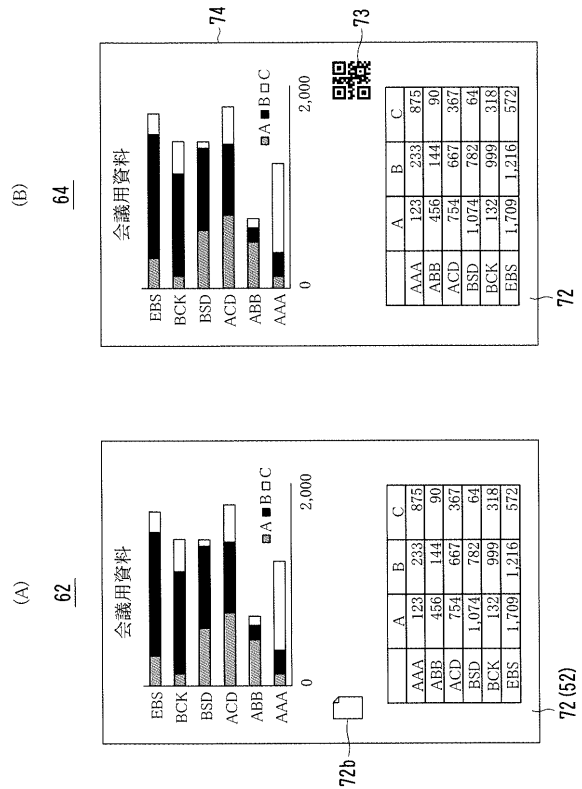 (A)
62
会議用資料
EBS
BCK
BSD
ACD
ABB
AAA
A B C
0 2,000
72b
A B C
AAA 123 233 875
ABB 456 144 90
ACD 754 667 367
BSD 1,074 782 64
BCK 132 999 318
EBS 1,709 1,216 572
72(52)
(B)
64
74
会議用資料
EBS
BCK
BSD
ACD
ABB
AAA
A B C
0 2,000
73
A B C
AAA 123 233 875
ABB 456 144 90
ACD 754 667 367
BSD 1,074 782 64
BCK 132 999 318
EBS 1,709 1,216 572
72